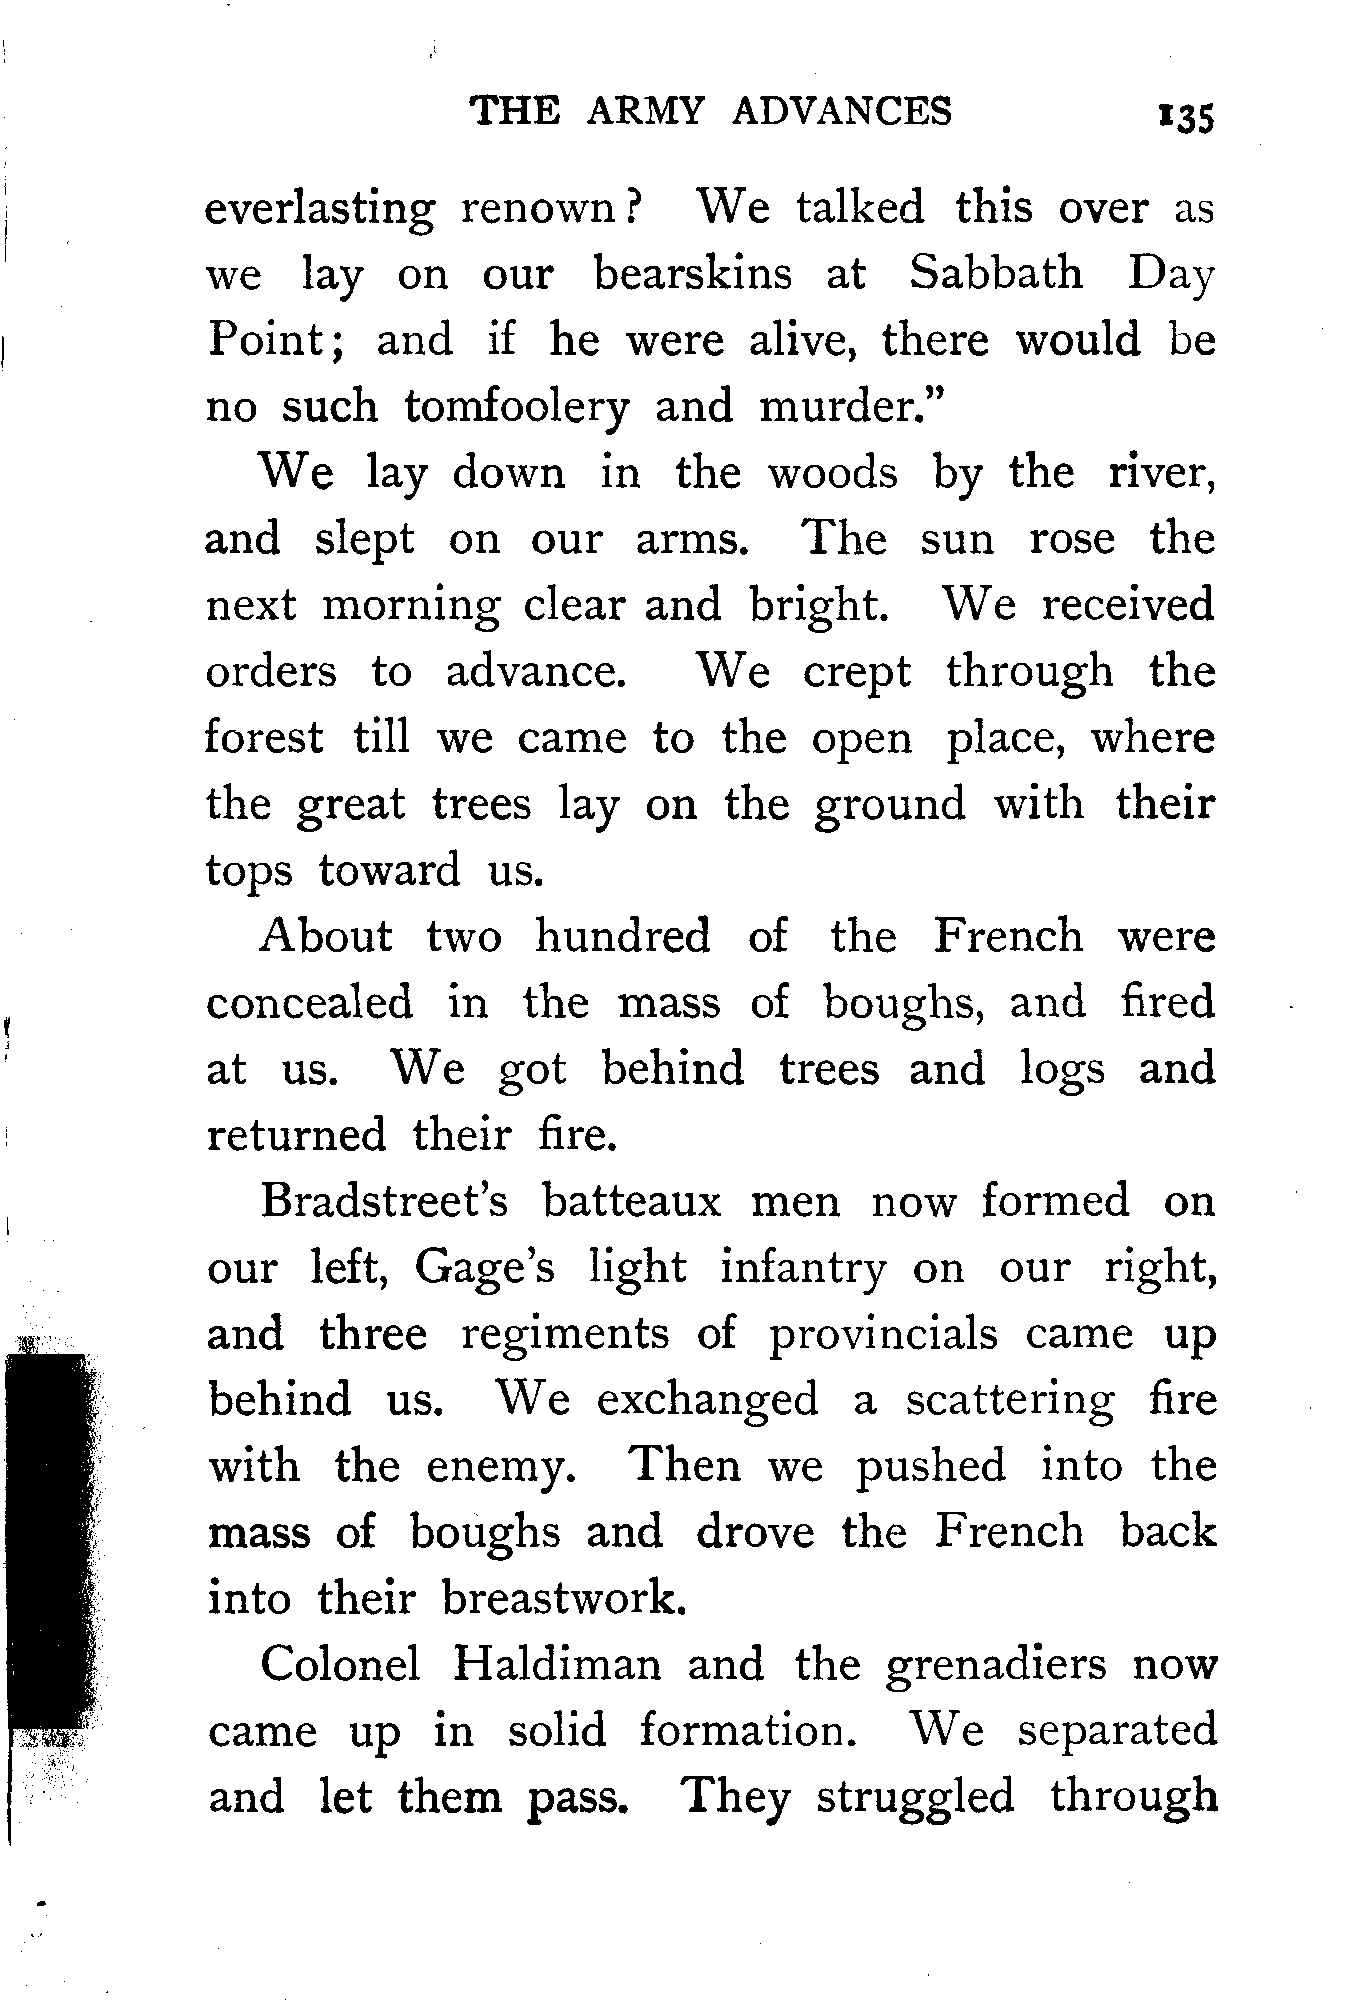 THE ARMY ADVANCES 135
everlasting renown? We talked this over as
we lay on our bearskins at Sabbath Day
Point; and if he were alive, there would be
no such tomfoolery and murder.”
We lay down in the woods by the river,
and slept on our arms. The sun rose the
next morning clear and bright. We received
orders to advance. We crept through the
forest till we came to the open place, where
the great trees lay on the ground with their
tops toward us.
About two hundred of the French were
concealed in the mass of boughs, and fired
at us. We got behind trees and logs and
returned their fire.
Bradstreet’s batteaux men now formed on
our left, Gage’s light infantry on our right,
and three regiments of provincials came up
behind us. We exchanged a scattering fire
with the enemy. Then we pushed into the
mass of boughs and drove the French back
into their breastwork.
Colonel Haldiman and the grenadiers now
came up in solid formation. We separated
and let them pass. They struggled through